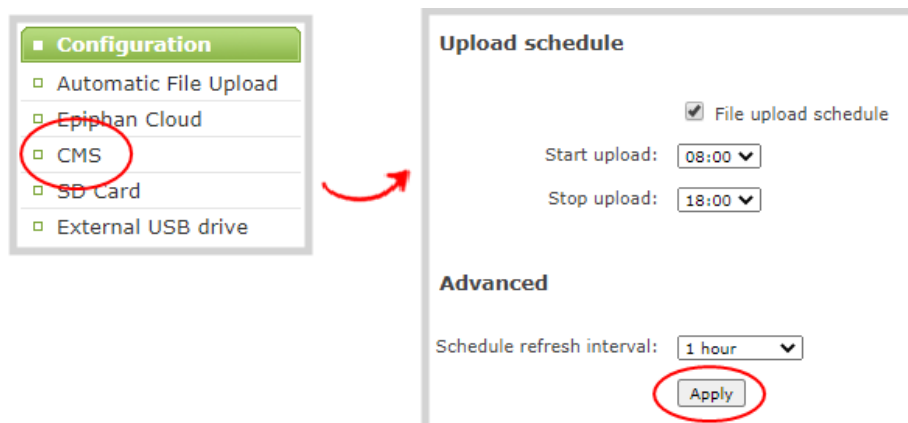 Configuration
Automatic File Upload
Epiphan Cloud
CMS
SD Card
External USB drive
Upload schedule
File upload schedule
Start upload: 08:00
Stop upload: 18:00
Advanced
Schedule refresh interval: 1 hour
Apply